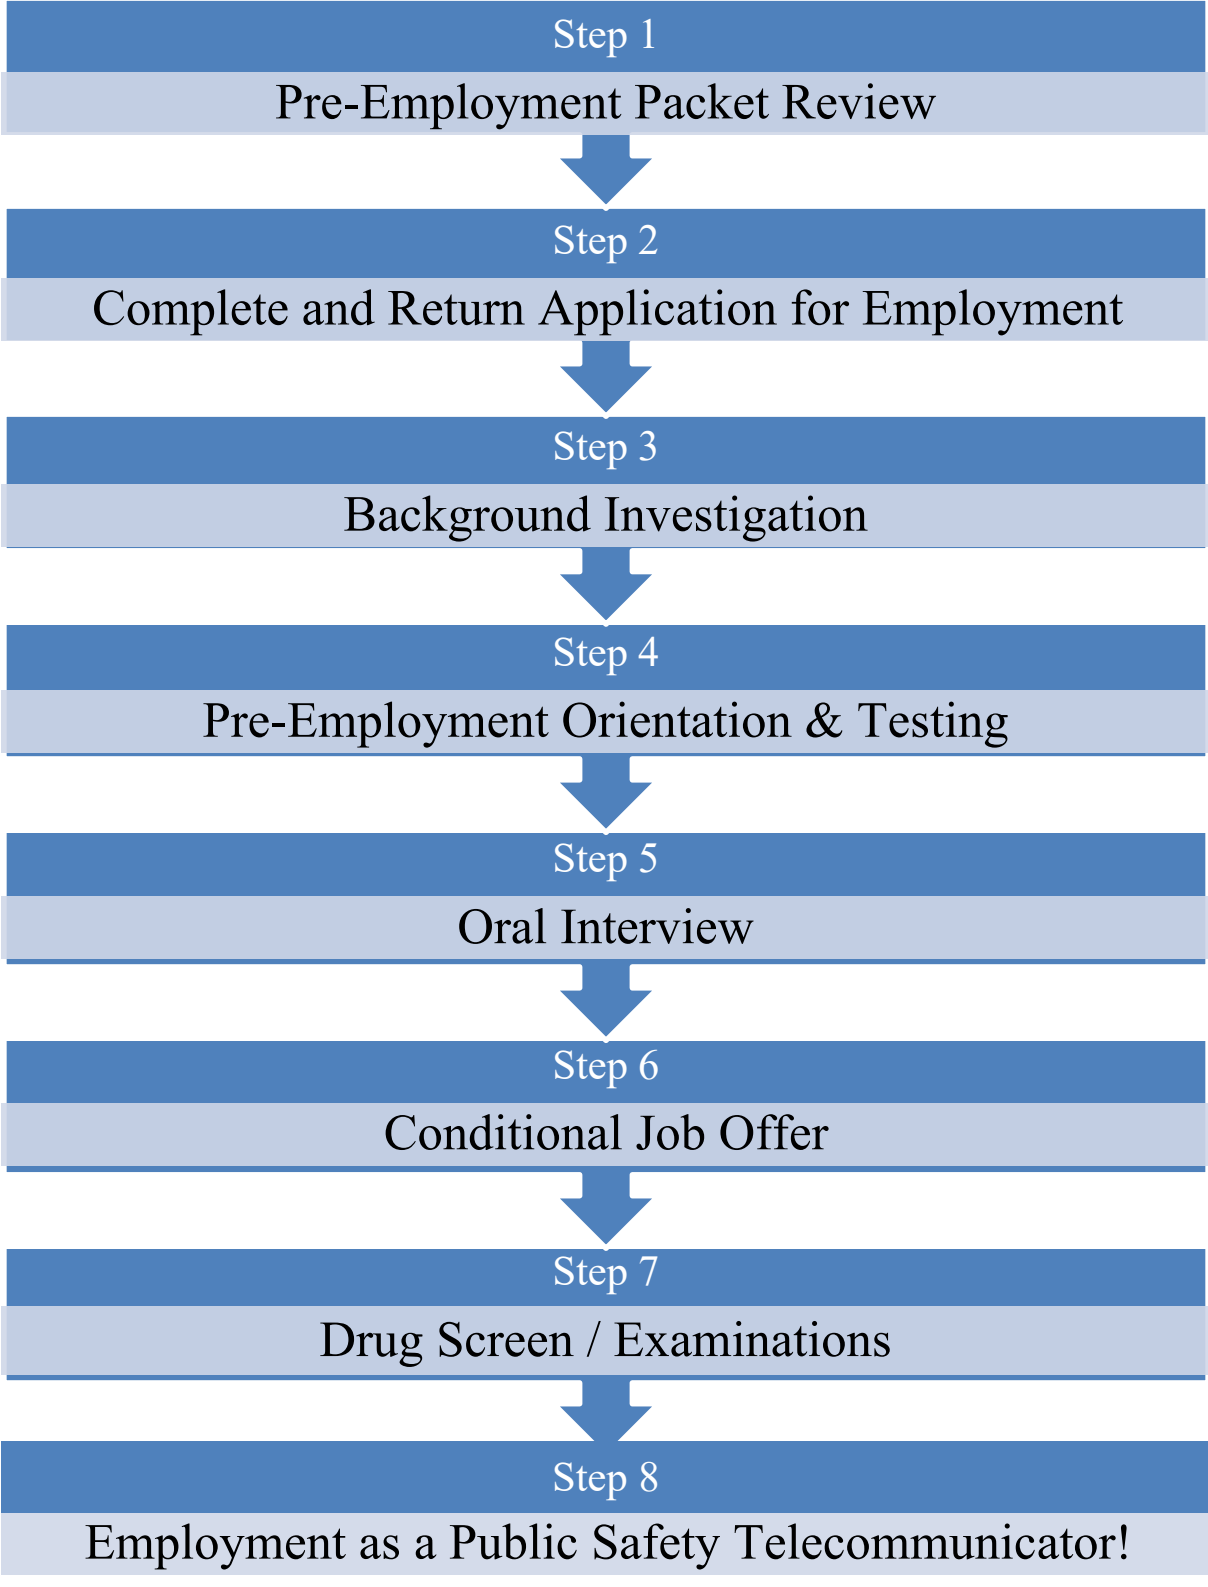 Step 1
Pre-Employment Packet Review
Step 2
Complete and Return Application for Employment
Step 3
Background Investigation
Step 4
Pre-Employment Orientation & Testing
Step 5
Oral Interview
Step 6
Conditional Job Offer
Step 7
Drug Screen / Examinations
Step 8
Employment as a Public Safety Telecommunicator!